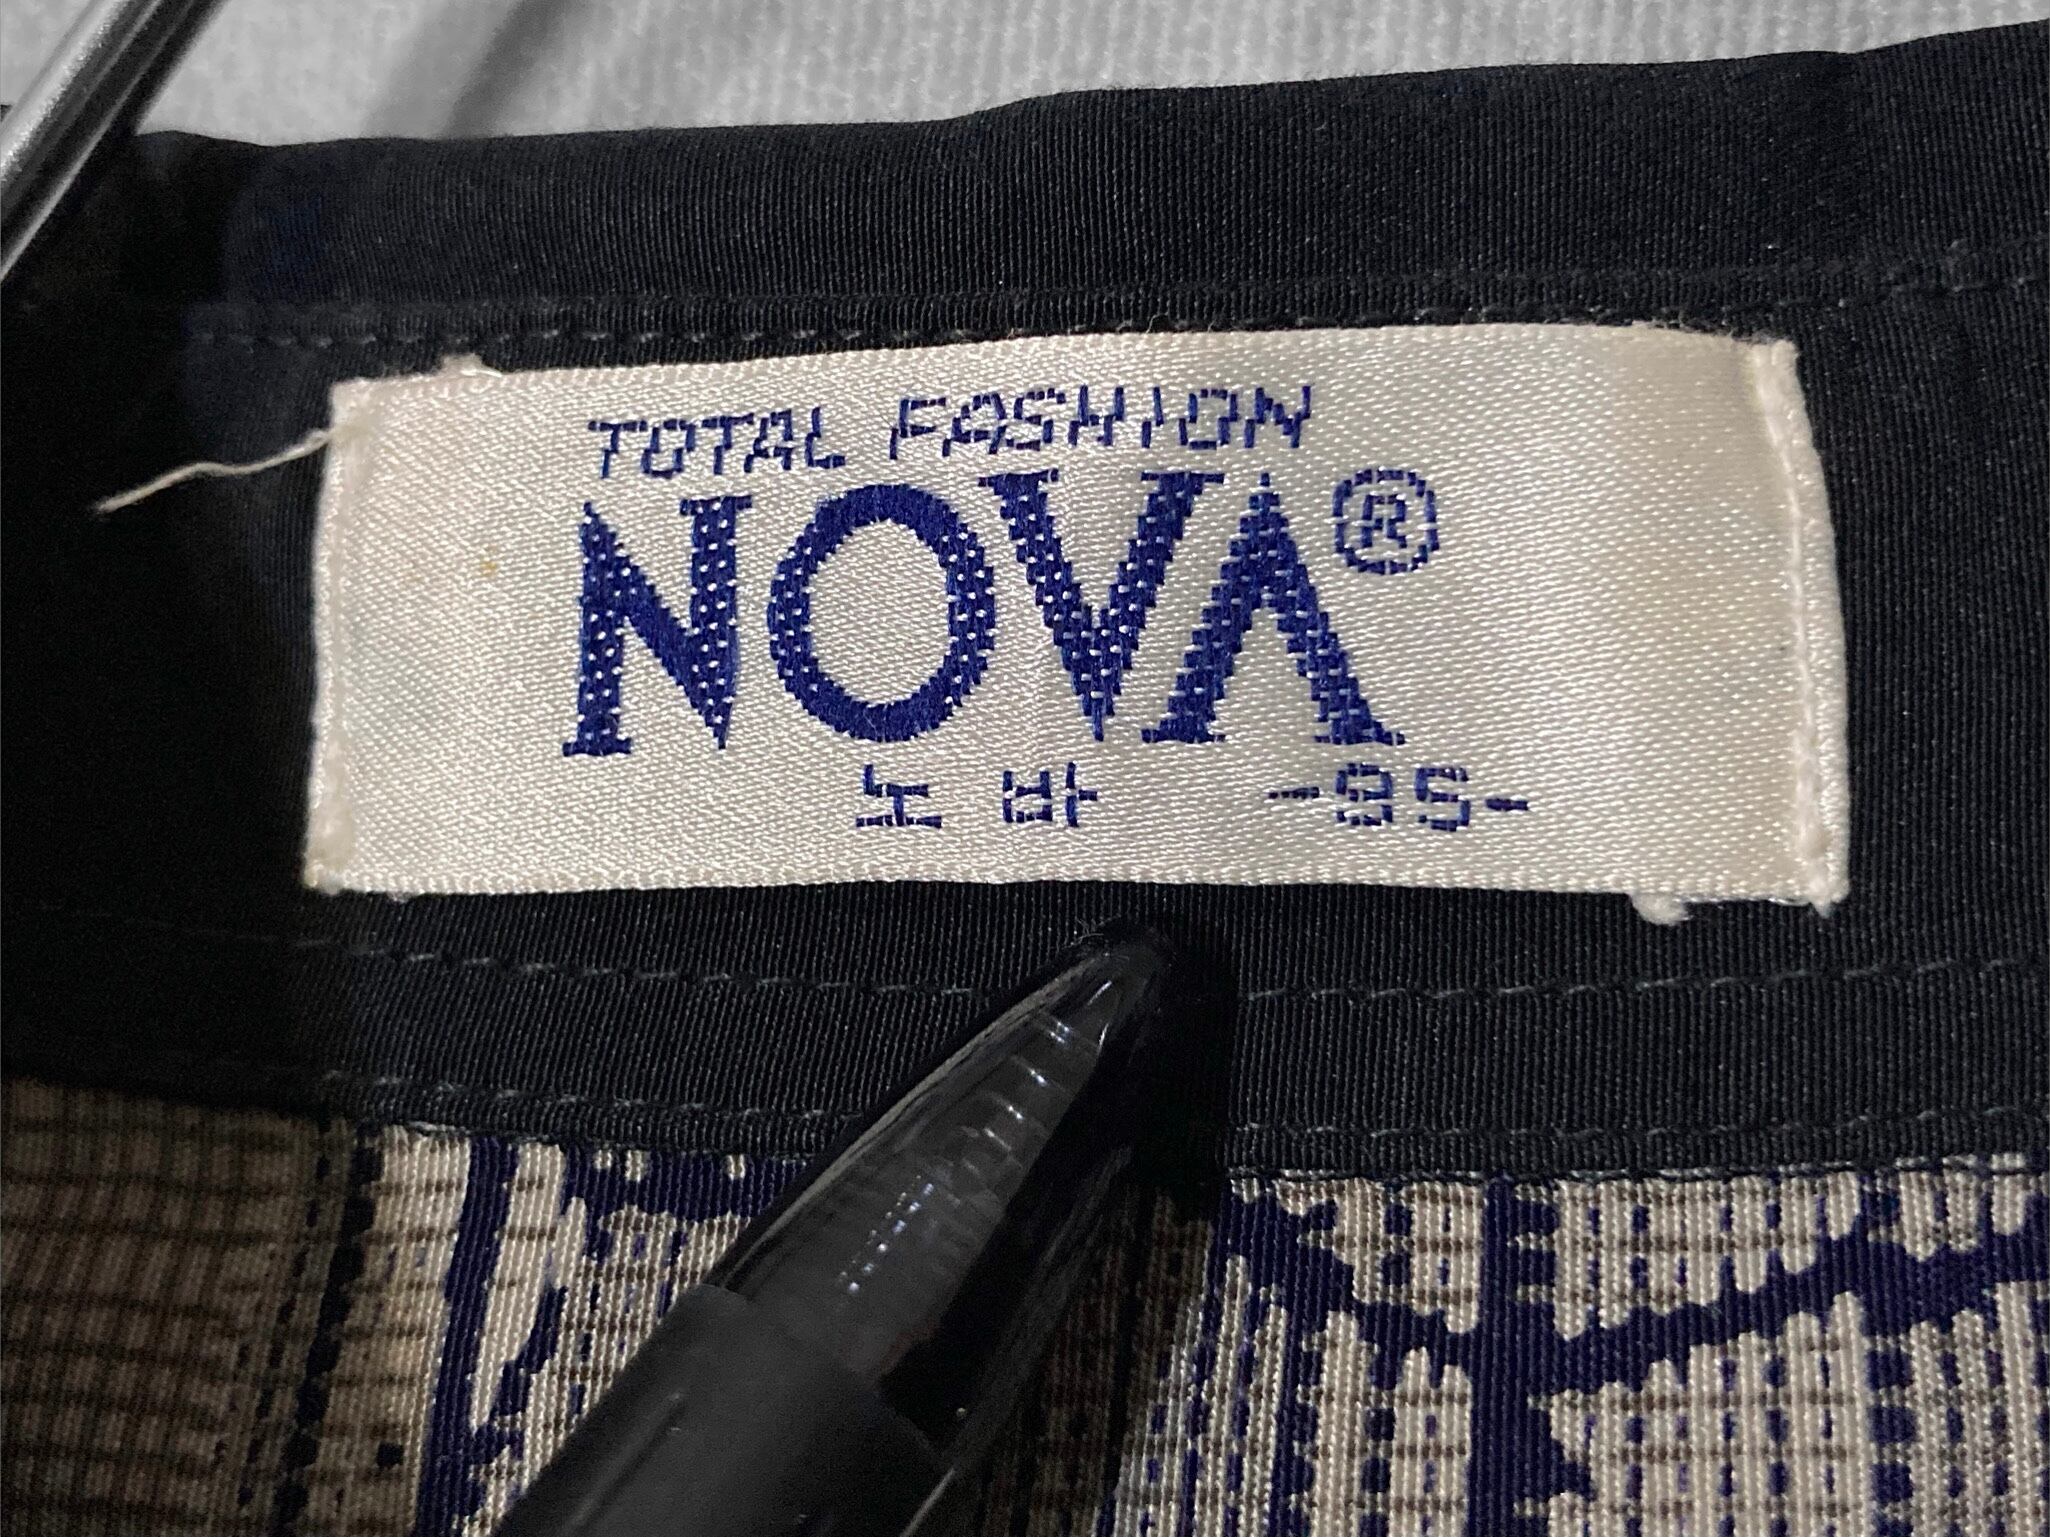 TOTAL FASHION
NOVA®
노 바 -95-